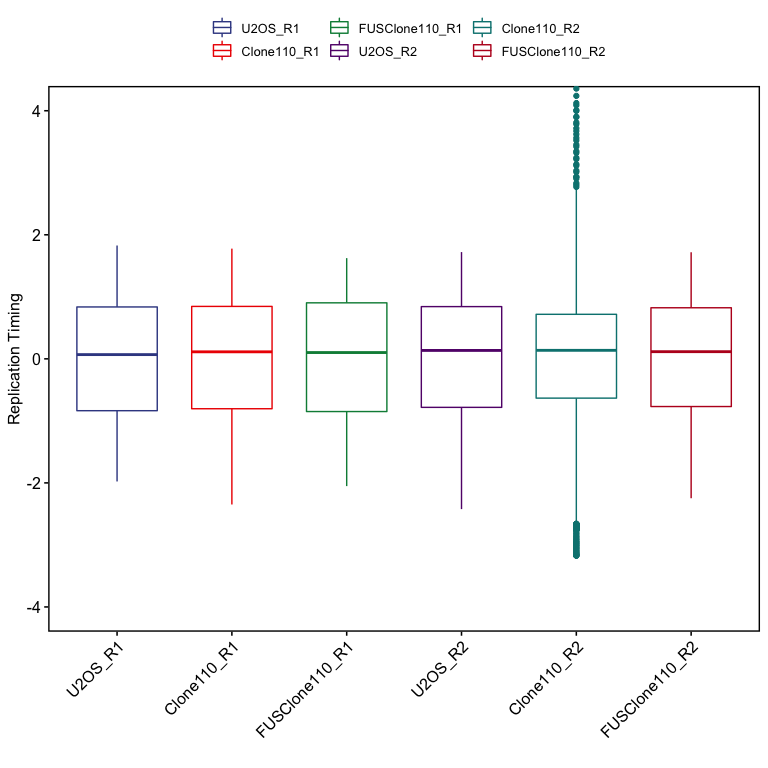 U2OS_R1 FUSClone110_R1 Clone110_R2
Clone110_R1 U2OS_R2 FUSClone110_R2
Replication Timing
4
2
0
-2
-4
U2OS_R1
Clone110_R1
FUSClone110_R1
U2OS_R2
Clone110_R2
FUSClone110_R2